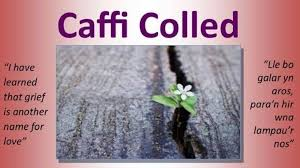 Caffi Colled
"I have
learned
that grief
is another
name for
love"
"Lle bo
galar yn
aros,
para'n hir
wna
lampau'r
nos"